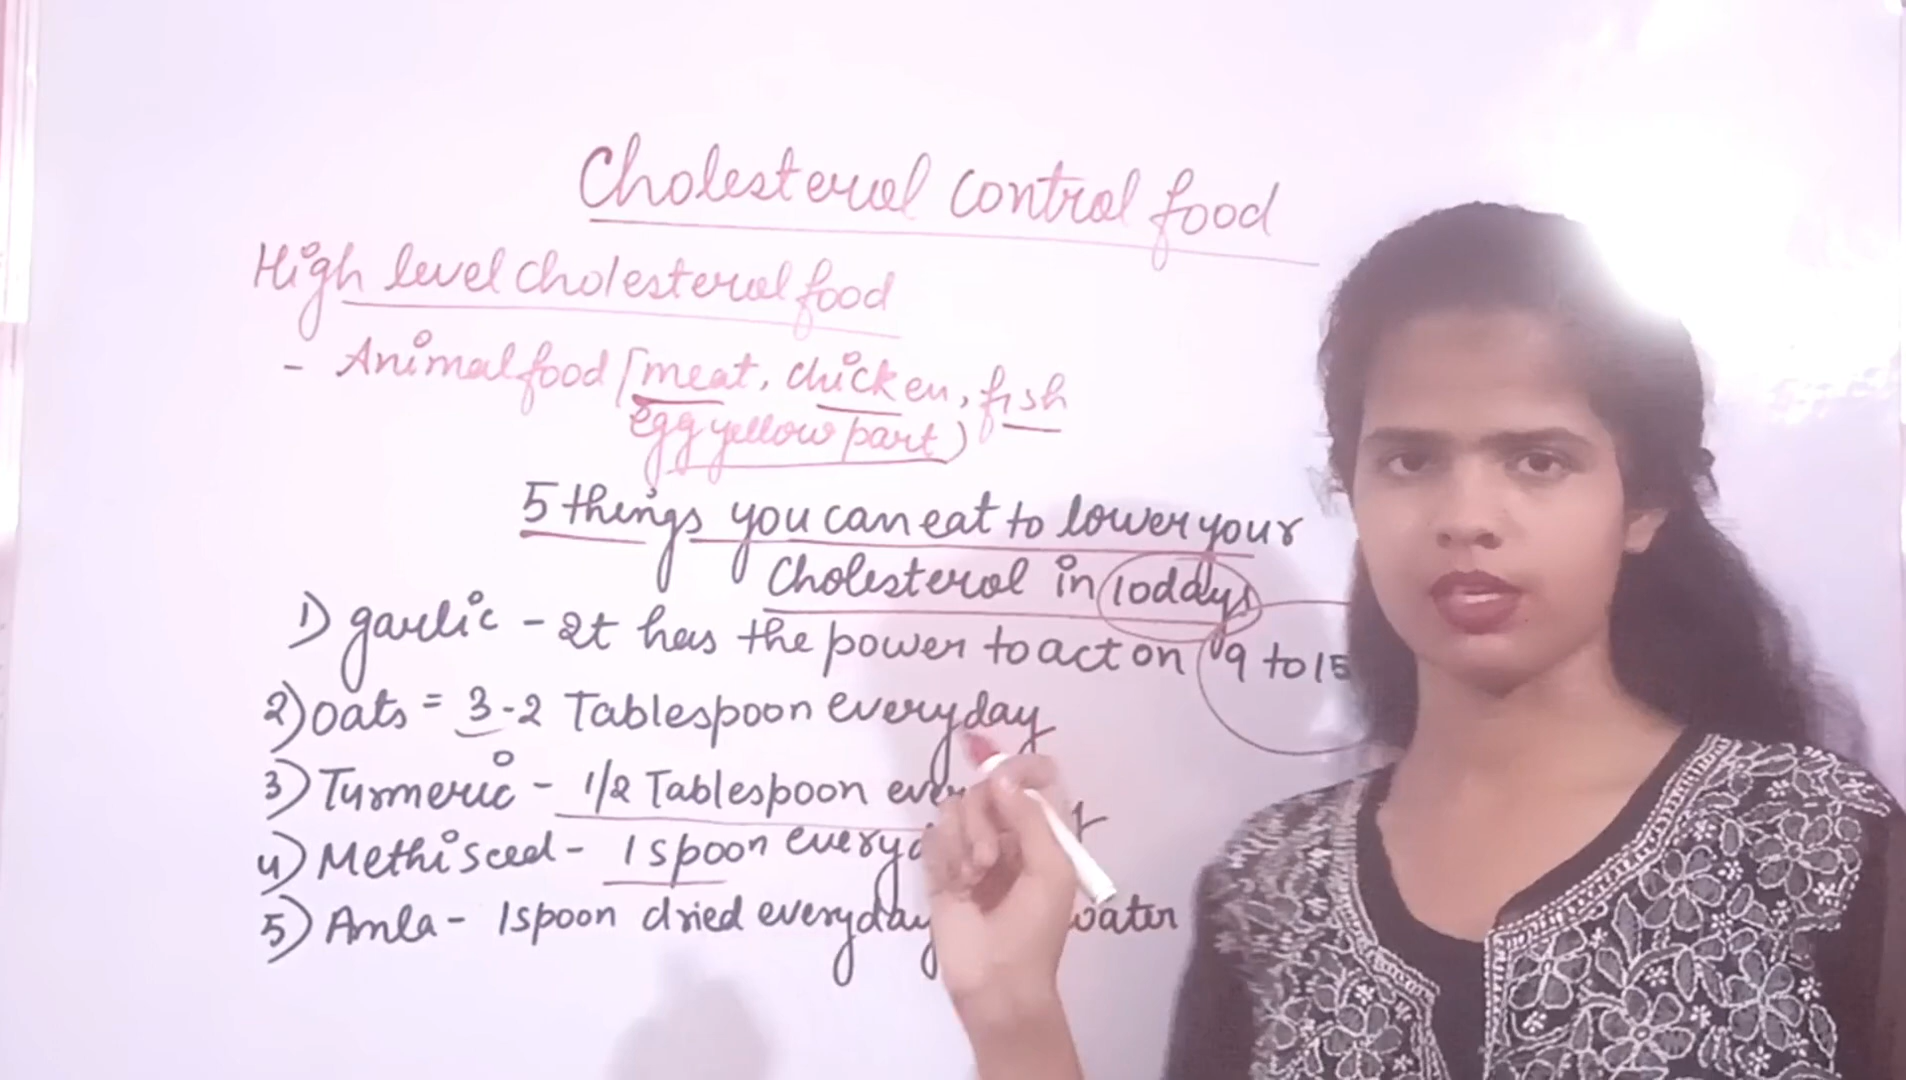 Cholesterol control food
High level cholesterol food
- Animal food [meat, chicken, fish
egg yellow part)
5 things you can eat to lower your
Cholesterol in 10 days
1) garlic - It has the power to act on 9 to 15
2) oats = 3-2 Tablespoon everyday
3) Turmeric - 1/2 Tablespoon
4) Methi seed - 1 spoon
5) Amla - 1 spoon dried everyday water